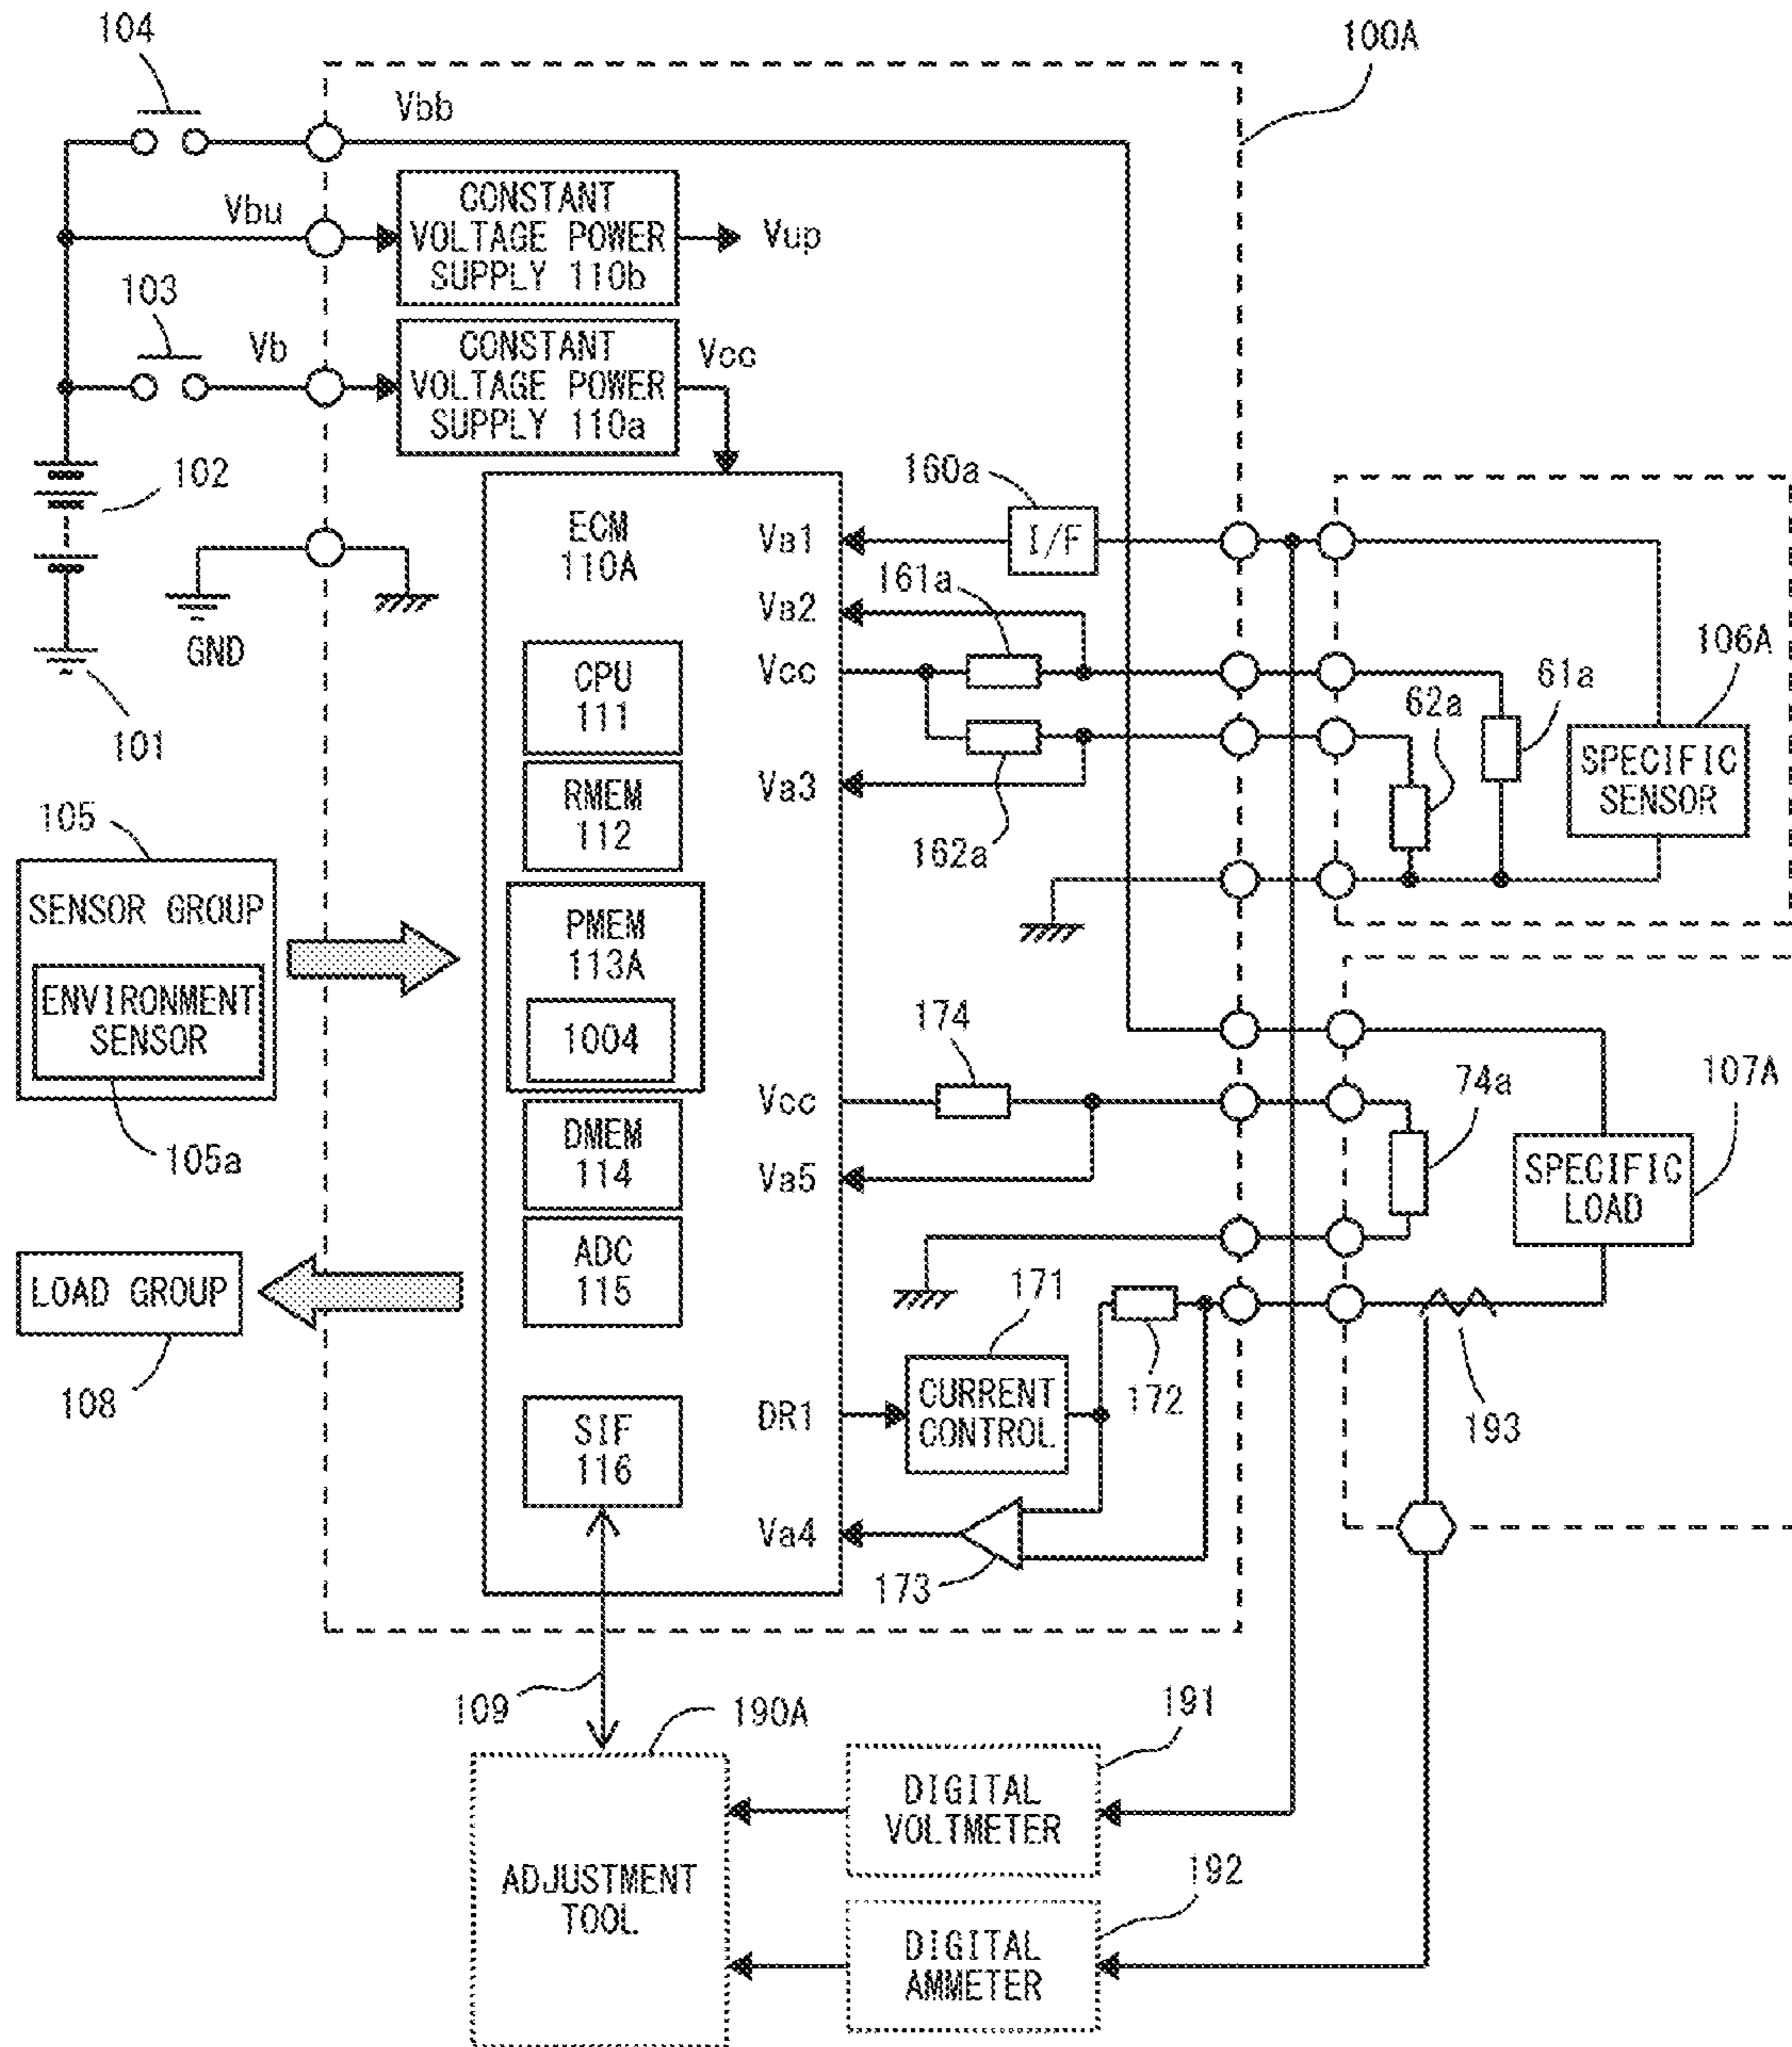 104
100A
Vbb
Vbu
CONSTANT
VOLTAGE POWER
SUPPLY 110b
Vup
103
Vb
CONSTANT
VOLTAGE POWER
SUPPLY 110a
Vcc
102
GND
101
ECM
110A
160a
Va1
I/F
161a
Va2
106A
Vcc
61a
62a
CPU
111
SPECIFIC
SENSOR
Va3
RMEM
112
162a
105
SENSOR GROUP
ENVIRONMENT
SENSOR
105a
PMEM
113A
1004
174
74a
107A
Vcc
DMEM
114
Va5
SPECIFIC
LOAD
ADC
115
LOAD GROUP
108
171
172
193
SIF
116
DR1
CURRENT
CONTROL
Va4
173
109
190A
191
DIGITAL
VOLTMETER
ADJUSTMENT
TOOL
192
DIGITAL
AMMETER